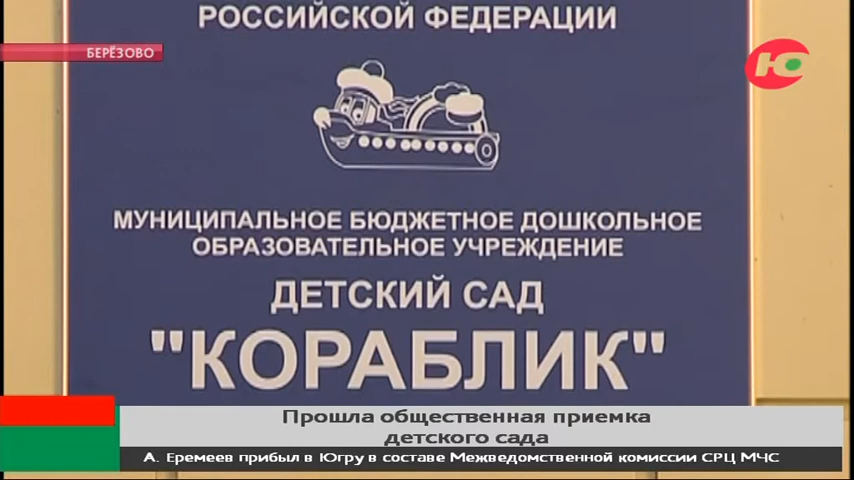 РОССИЙСКОЙ ФЕДЕРАЦИИ
БЕРЁЗОВО
Ю
МУНИЦИПАЛЬНОЕ БЮДЖЕТНОЕ ДОШКОЛЬНОЕ
ОБРАЗОВАТЕЛЬНОЕ УЧРЕЖДЕНИЕ
ДЕТСКИЙ САД
"КОРАБЛИК"
Прошла общественная приемка
детского сада
А. Еремеев прибыл в Югру в составе Межведомственной комиссии СРЦ МЧС